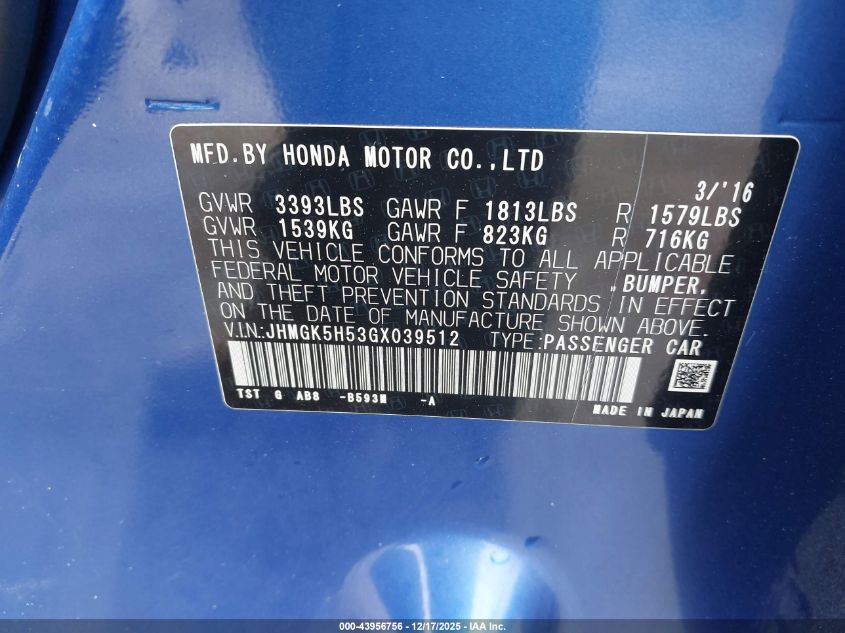 MFD.BY HONDA MOTOR CO.,LTD
3/'16
GVWR 3393LBS GAWR F 1813LBS R 1579LBS
GVWR 1539KG GAWR F 823KG R 716KG
THIS VEHICLE CONFORMS TO ALL APPLICABLE
FEDERAL MOTOR VEHICLE SAFETY ,BUMPER,
AND THEFT PREVENTION STANDARDS IN EFFECT
ON THE DATE OF MANUFACTURE SHOWN ABOVE.
V.I.N.:JHMGK5H53GX039512 TYPE:PASSENGER CAR
TST G AB8 -B593M -A
MADE IN JAPAN
000-43956756 - 12/17/2025 - IAA Inc.